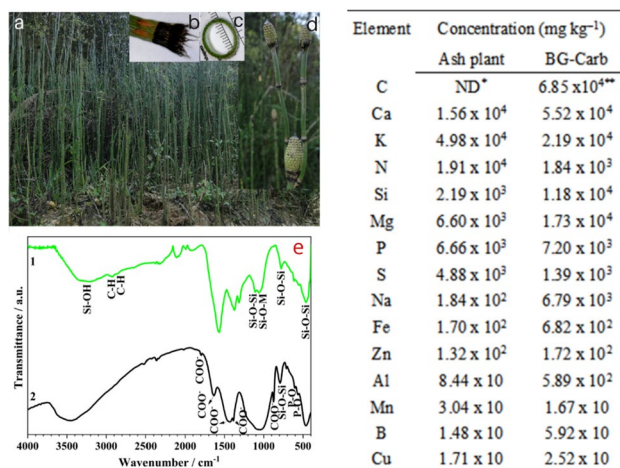 a
b
c
d
e
1
Si-OH
C-H
C-H
Si-O-Si
Si-O-M
Si-O-Si
Si-O-Si
2
COO⁻
COO⁻
COO⁻
COO⁻
COO⁻
Si-O-Si
P-O
P-O
Transmittance / a.u.
4000 3500 3000 2500 2000 1500 1000 500
Wavenumber / cm⁻¹
Element Concentration (mg kg⁻¹)
Ash plant BG-Carb
C ND* 6.85 x10⁴**
Ca 1.56 x 10⁴ 5.52 x 10⁴
K 4.98 x 10⁴ 2.19 x 10⁴
N 1.91 x 10⁴ 1.84 x 10³
Si 2.19 x 10³ 1.18 x 10⁴
Mg 6.60 x 10³ 1.73 x 10⁴
P 6.66 x 10³ 7.20 x 10³
S 4.88 x 10³ 1.39 x 10³
Na 1.84 x 10² 6.79 x 10³
Fe 1.70 x 10² 6.82 x 10²
Zn 1.32 x 10² 1.72 x 10²
Al 8.44 x 10 5.89 x 10²
Mn 3.04 x 10 1.67 x 10
B 1.48 x 10 5.92 x 10
Cu 1.71 x 10 2.52 x 10